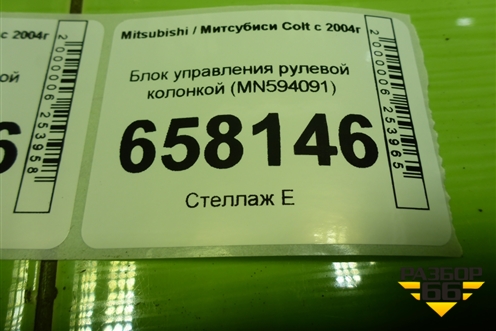 с 2004г
2000006253958
Mitsubishi / Митсубиси Colt с 2004г
Блок управления рулевой
колонкой (MN594091)
658146
Стеллаж Е
2000006253965
РАЗБОР
66